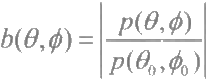 b(θ,ϕ) = |p(θ,ϕ) / p(θ₀,ϕ₀)|